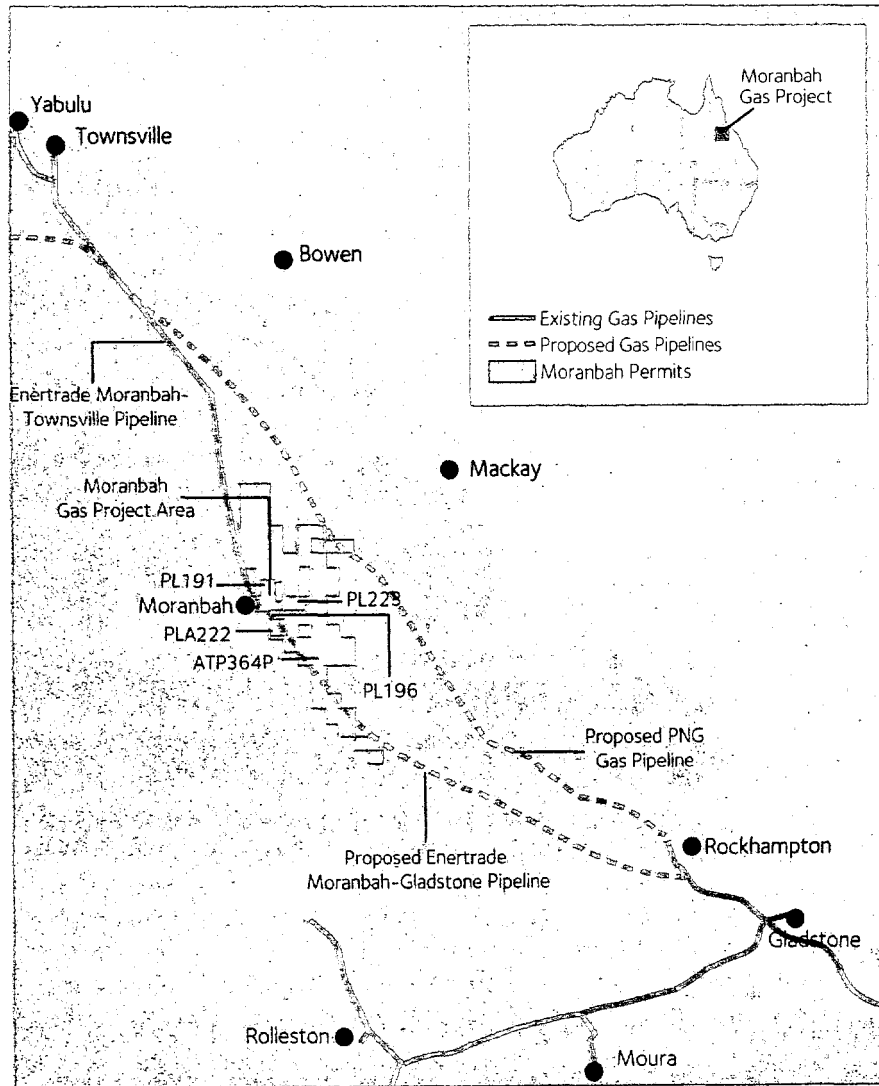 Moranbah
Gas Project
Yabulu
Townsville
Bowen
Existing Gas Pipelines
Proposed Gas Pipelines
Moranbah Permits
Enertrade Moranbah-
Townsville Pipeline
Mackay
Moranbah
Gas Project Area
PL191
PL223
Moranbah
PLA222
ATP364P
PL196
Proposed PNG
Gas Pipeline
Rockhampton
Proposed Enertrade
Moranbah-Gladstone Pipeline
Gladstone
Rolleston
Moura